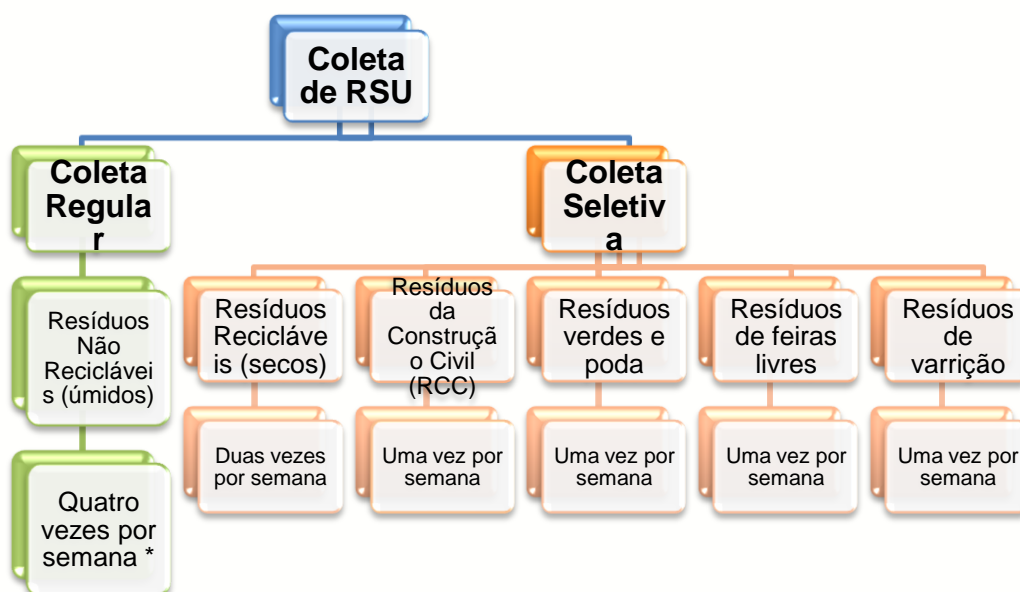 Coleta
de RSU
Coleta
Regula
r
Coleta
Seletiv
a
Resíduos
Não
Reciclávei
s (úmidos)
Resíduos
Recicláve
is (secos)
Resíduos
da
Construçã
o Civil
(RCC)
Resíduos
verdes e
poda
Resíduos
de feiras
livres
Resíduos
de
varrição
Quatro
vezes por
semana *
Duas vezes
por semana
Uma vez por
semana
Uma vez por
semana
Uma vez por
semana
Uma vez por
semana